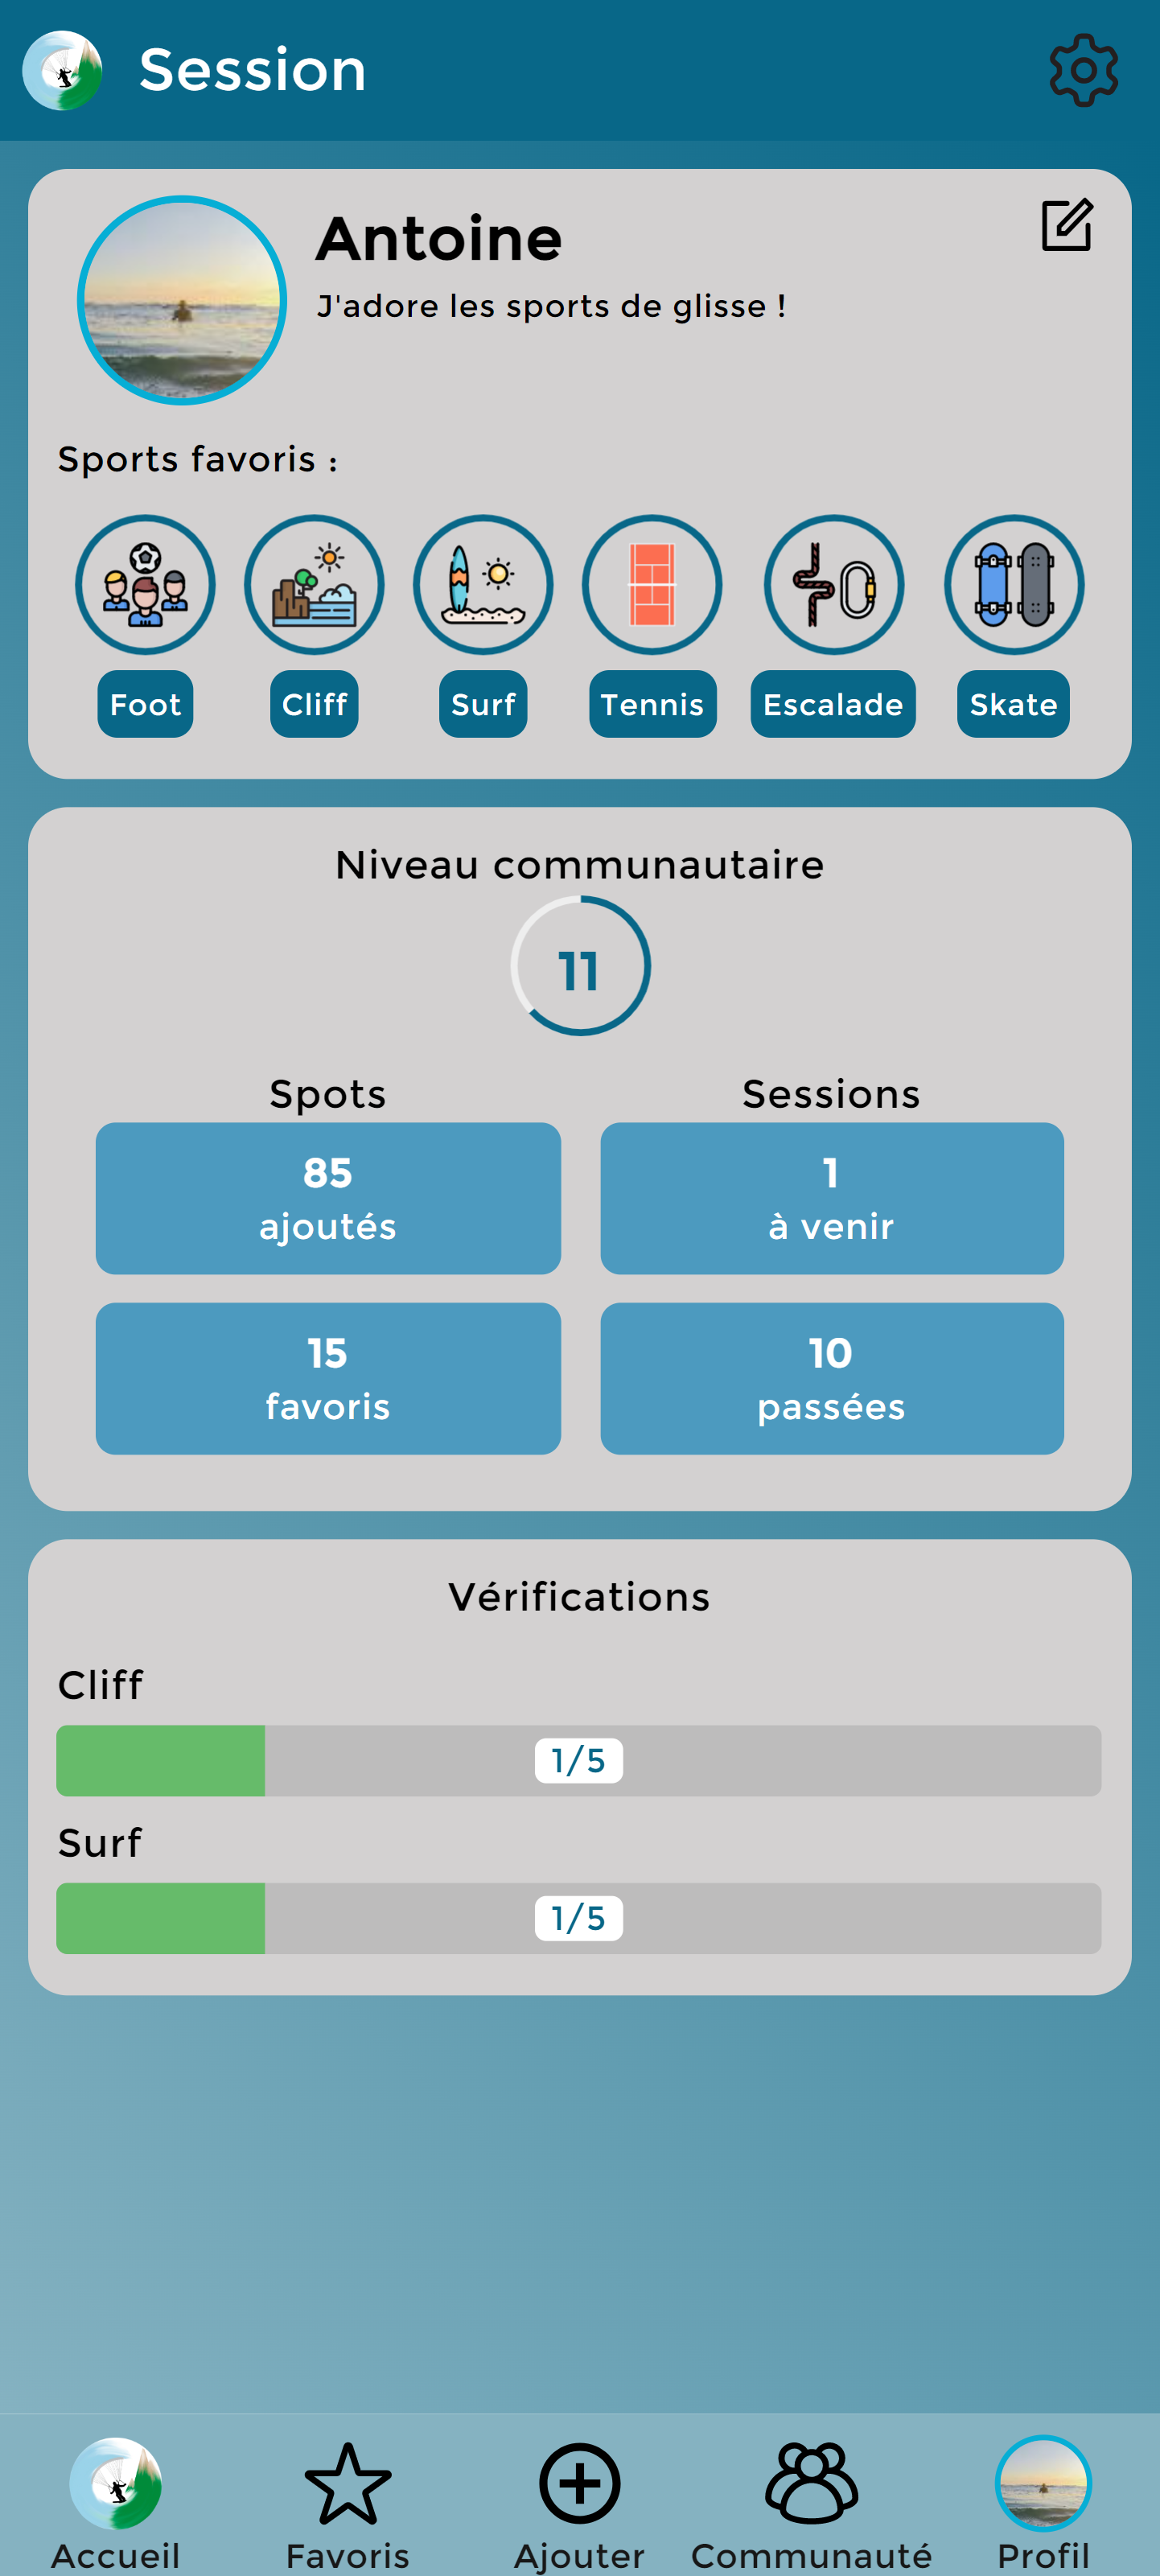 Session
Antoine
J'adore les sports de glisse !
Sports favoris :
Foot Cliff Surf Tennis Escalade Skate
Niveau communautaire
11
Spots Sessions
85 1
ajoutés à venir
15 10
favoris passées
Vérifications
Cliff
1/5
Surf
1/5
Accueil Favoris Ajouter Communauté Profil